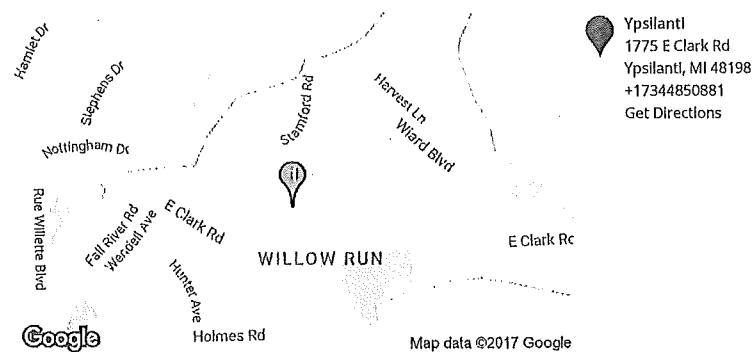 Hamlet Dr
Stephens Dr
Nottingham Dr
Stamford Rd
Harvest Ln
Wiard Blvd
Rue Willette Blvd
Fall River Rd
Wendell Ave
E Clark Rd
Hunter Ave
WILLOW RUN
E Clark Rd
Holmes Rd
Google
Map data ©2017 Google
Ypsilanti
1775 E Clark Rd
Ypsilanti, MI 48198
+17344850881
Get Directions